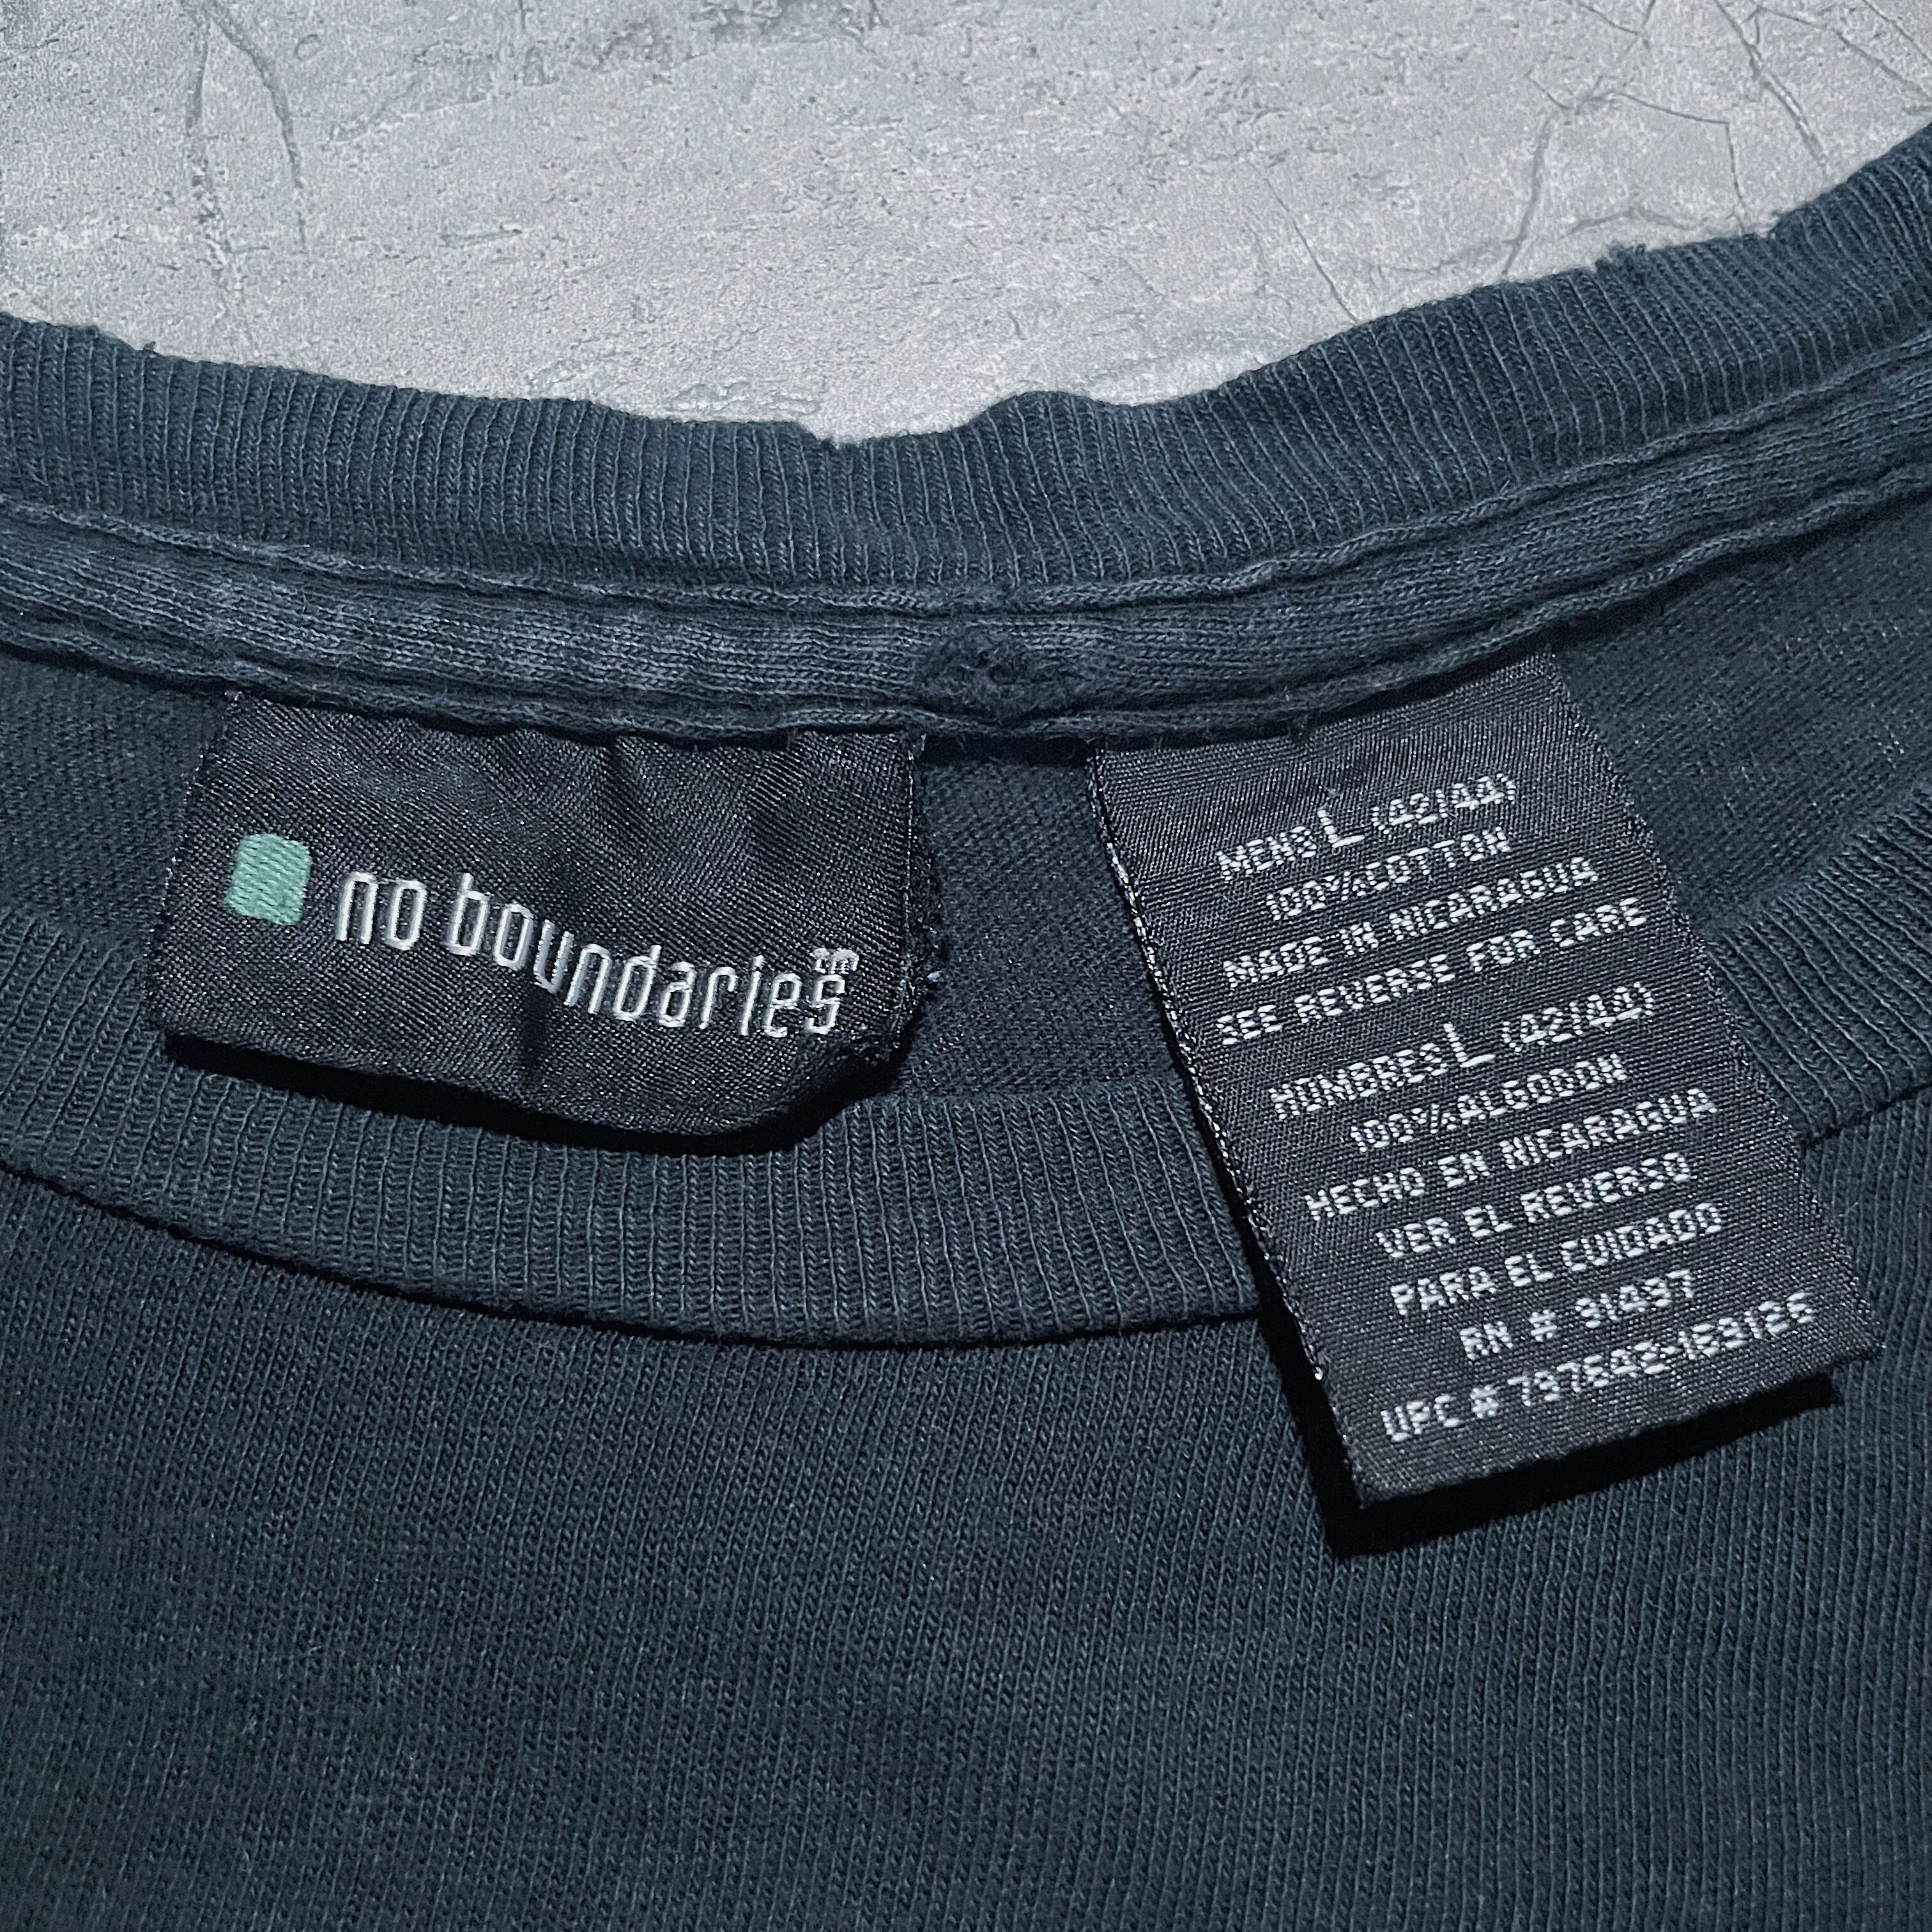 no boundaries
MENS L (42/44)
100% COTTON
MADE IN NICARAGUA
SEE REVERSE FOR CARE
HOMBRES L (42/44)
100% ALGODON
HECHO EN NICARAGUA
VER EL REVERSO
PARA EL CUIDADO
RN #
UPC #